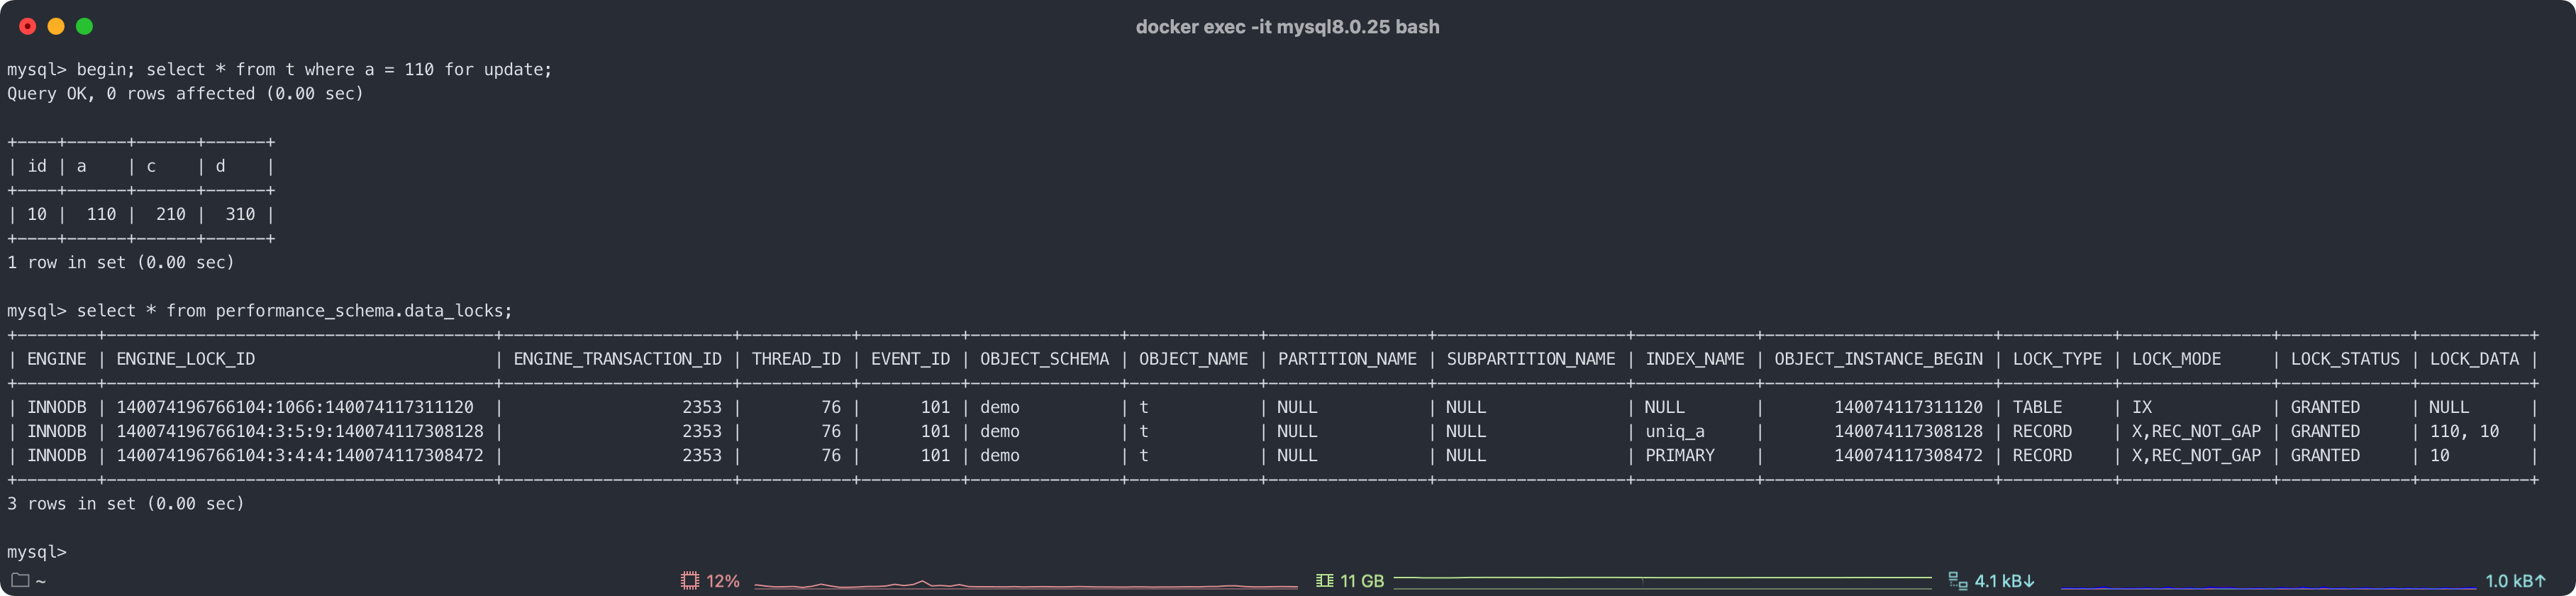 docker exec -it mysql8.0.25 bash
mysql> begin; select * from t where a = 110 for update;
Query OK, 0 rows affected (0.00 sec)
+----+------+------+------+
| id | a    | c    | d    |
+----+------+------+------+
| 10 |  110 |  210 |  310 |
+----+------+------+------+
1 row in set (0.00 sec)
mysql> select * from performance_schema.data_locks;
+--------+---------------------------------------+-----------------------+-----------+----------+---------------+-------------+----------------+-------------------+------------+-----------------------+-----------+---------------+-------------+-----------+
| ENGINE | ENGINE_LOCK_ID                        | ENGINE_TRANSACTION_ID | THREAD_ID | EVENT_ID | OBJECT_SCHEMA | OBJECT_NAME | PARTITION_NAME | SUBPARTITION_NAME | INDEX_NAME | OBJECT_INSTANCE_BEGIN | LOCK_TYPE | LOCK_MODE     | LOCK_STATUS | LOCK_DATA |
+--------+---------------------------------------+-----------------------+-----------+----------+---------------+-------------+----------------+-------------------+------------+-----------------------+-----------+---------------+-------------+-----------+
| INNODB | 140074196766104:1066:140074117311120  |                  2353 |        76 |      101 | demo          | t           | NULL           | NULL              | NULL       |       140074117311120 | TABLE     | IX            | GRANTED     | NULL      |
| INNODB | 140074196766104:3:5:9:140074117308128 |                  2353 |        76 |      101 | demo          | t           | NULL           | NULL              | uniq_a     |       140074117308128 | RECORD    | X,REC_NOT_GAP | GRANTED     | 110, 10   |
| INNODB | 140074196766104:3:4:4:140074117308472 |                  2353 |        76 |      101 | demo          | t           | NULL           | NULL              | PRIMARY    |       140074117308472 | RECORD    | X,REC_NOT_GAP | GRANTED     | 10        |
+--------+---------------------------------------+-----------------------+-----------+----------+---------------+-------------+----------------+-------------------+------------+-----------------------+-----------+---------------+-------------+-----------+
3 rows in set (0.00 sec)
mysql>
~ 12% 11 GB 4.1 kB↓ 1.0 kB↑